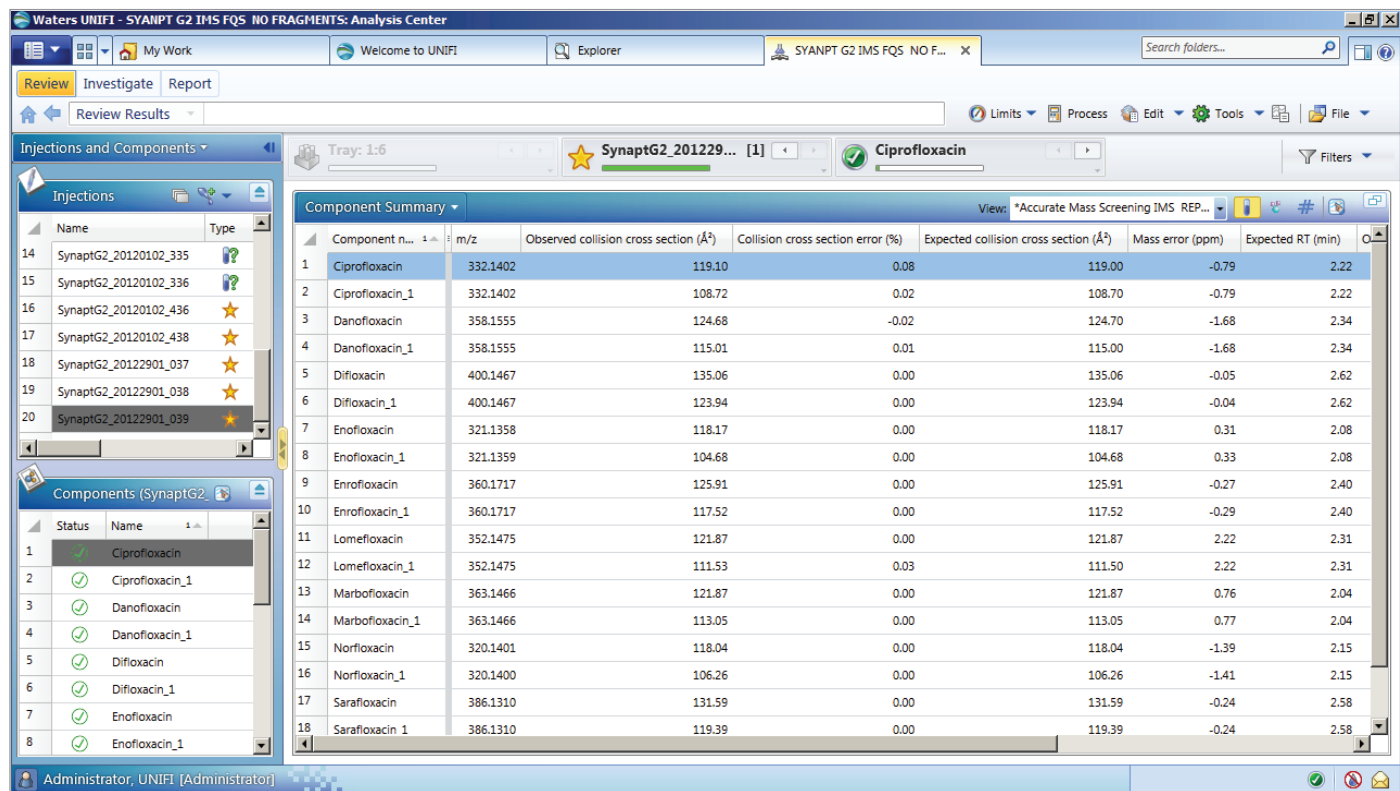 Waters UNIFI - SYANPT G2 IMS FQS NO FRAGMENTS: Analysis Center
My Work
Welcome to UNIFI
Explorer
SYANPT G2 IMS FQS NO F...
Search folders...
Review Investigate Report
Review Results
Limits Process Edit Tools File
Injections and Components
Tray: 1:6
SynaptG2_201229... [1]
Ciprofloxacin
Filters
Injections
Name Type
14 SynaptG2_20120102_335
15 SynaptG2_20120102_336
16 SynaptG2_20120102_436
17 SynaptG2_20120102_438
18 SynaptG2_20122901_037
19 SynaptG2_20122901_038
20 SynaptG2_20122901_039
Components (SynaptG2_
Status Name 1
1 Ciprofloxacin
2 Ciprofloxacin_1
3 Danofloxacin
4 Danofloxacin_1
5 Difloxacin
6 Difloxacin_1
7 Enofloxacin
8 Enofloxacin_1
Component Summary
View: *Accurate Mass Screening IMS REP...
Component n... 1 m/z Observed collision cross section (Å²) Collision cross section error (%) Expected collision cross section (Å²) Mass error (ppm) Expected RT (min) O
1 Ciprofloxacin 332.1402 119.10 0.08 119.00 -0.79 2.22
2 Ciprofloxacin_1 332.1402 108.72 0.02 108.70 -0.79 2.22
3 Danofloxacin 358.1555 124.68 -0.02 124.70 -1.68 2.34
4 Danofloxacin_1 358.1555 115.01 0.01 115.00 -1.68 2.34
5 Difloxacin 400.1467 135.06 0.00 135.06 -0.05 2.62
6 Difloxacin_1 400.1467 123.94 0.00 123.94 -0.04 2.62
7 Enofloxacin 321.1358 118.17 0.00 118.17 0.31 2.08
8 Enofloxacin_1 321.1359 104.68 0.00 104.68 0.33 2.08
9 Enrofloxacin 360.1717 125.91 0.00 125.91 -0.27 2.40
10 Enrofloxacin_1 360.1717 117.52 0.00 117.52 -0.29 2.40
11 Lomefloxacin 352.1475 121.87 0.00 121.87 2.22 2.31
12 Lomefloxacin_1 352.1475 111.53 0.03 111.50 2.22 2.31
13 Marbofloxacin 363.1466 121.87 0.00 121.87 0.76 2.04
14 Marbofloxacin_1 363.1466 113.05 0.00 113.05 0.77 2.04
15 Norfloxacin 320.1401 118.04 0.00 118.04 -1.39 2.15
16 Norfloxacin_1 320.1400 106.26 0.00 106.26 -1.41 2.15
17 Sarafloxacin 386.1310 131.59 0.00 131.59 -0.24 2.58
18 Sarafloxacin_1 386.1310 119.39 0.00 119.39 -0.24 2.58
Administrator, UNIFI [Administrator]